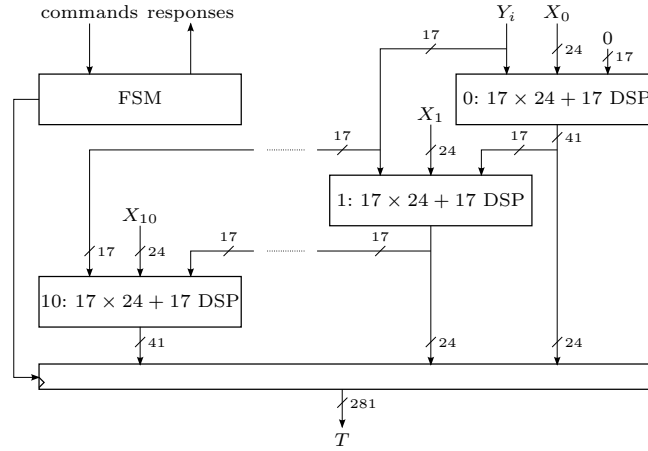 commands responses
Y_i X_0
17 24 0
17
FSM
0: 17 × 24 + 17 DSP
X_1
17 24 17 41
1: 17 × 24 + 17 DSP
X_10
17 24 17 17
10: 17 × 24 + 17 DSP
41 24 24
281
T